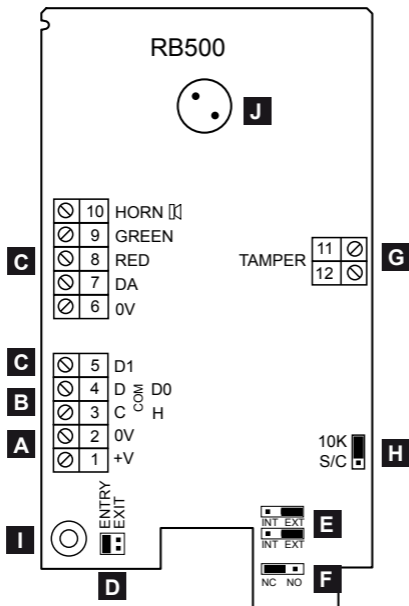 RB500
J
10 HORN
9 GREEN
C
8 RED
7 DA
6 0V
TAMPER
11
12
G
C
5 D1
B
4 D D0
COM
3 C H
A
2 0V
1 +V
10K
S/C
H
I
ENTRY
EXIT
D
INT EXT
INT EXT
E
NC NO
F